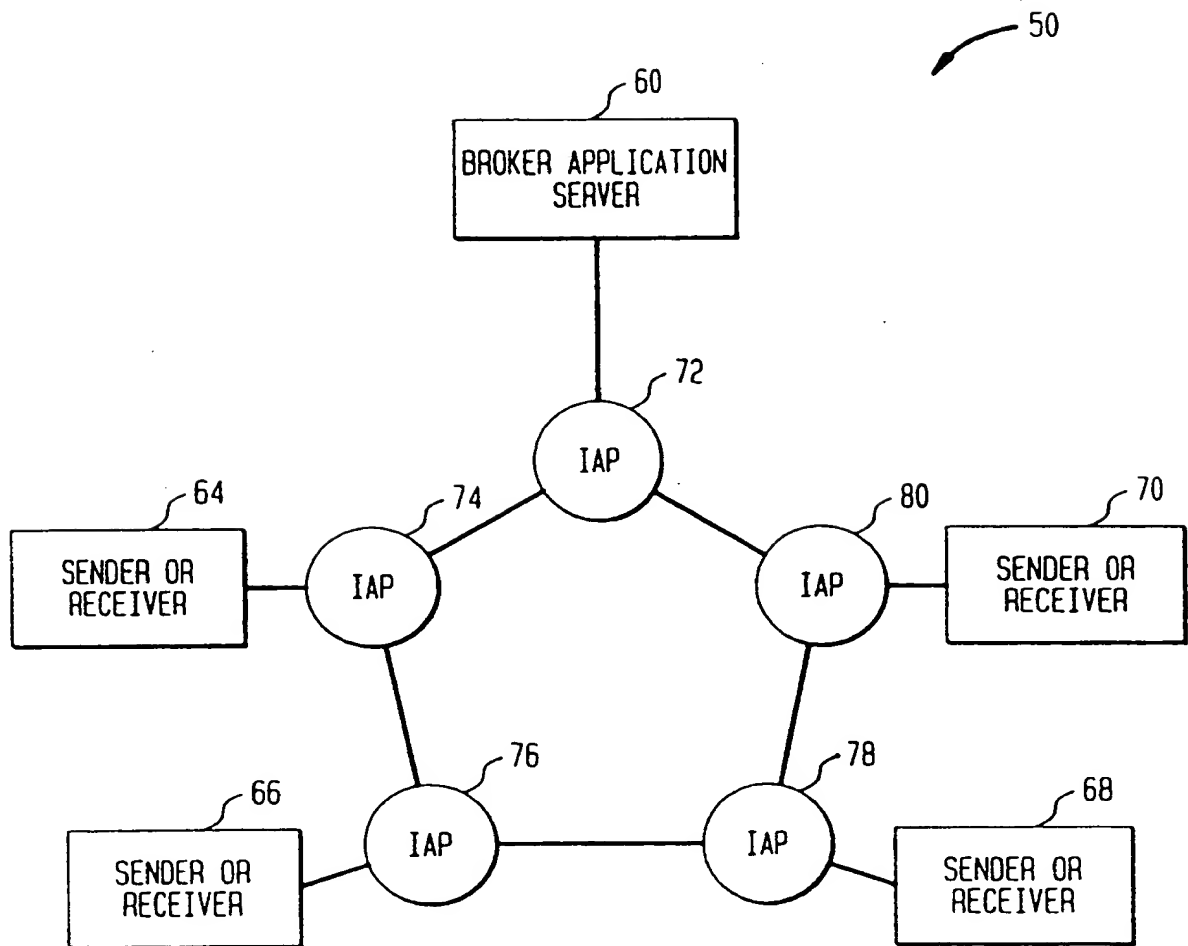 50
60
BROKER APPLICATION
SERVER
72
IAP
64
74
80
70
SENDER OR
RECEIVER
IAP
IAP
SENDER OR
RECEIVER
66
76
78
68
SENDER OR
RECEIVER
IAP
IAP
SENDER OR
RECEIVER